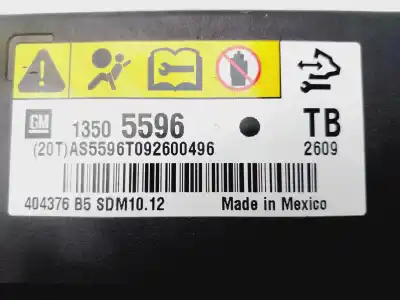 GM 1350 5596 TB
(20T)AS5596T092600496 2609
404376 B5 SDM10.12 Made in Mexico